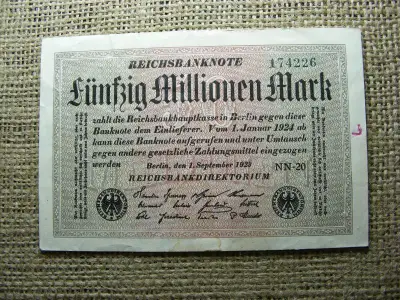 REICHSBANKNOTE 174226
Fünfzig Millionen Mark
zahlt die Reichsbankhauptkasse in Berlin gegen diese
Banknote dem Einlieferer. Vom 1. Januar 1924 ab
kann diese Banknote aufgerufen und unter Umtausch
gegen andere gesetzliche Zahlungsmittel eingezogen
werden Berlin, den 1. September 1923 NN-20
REICHSBANKDIREKTORIUM